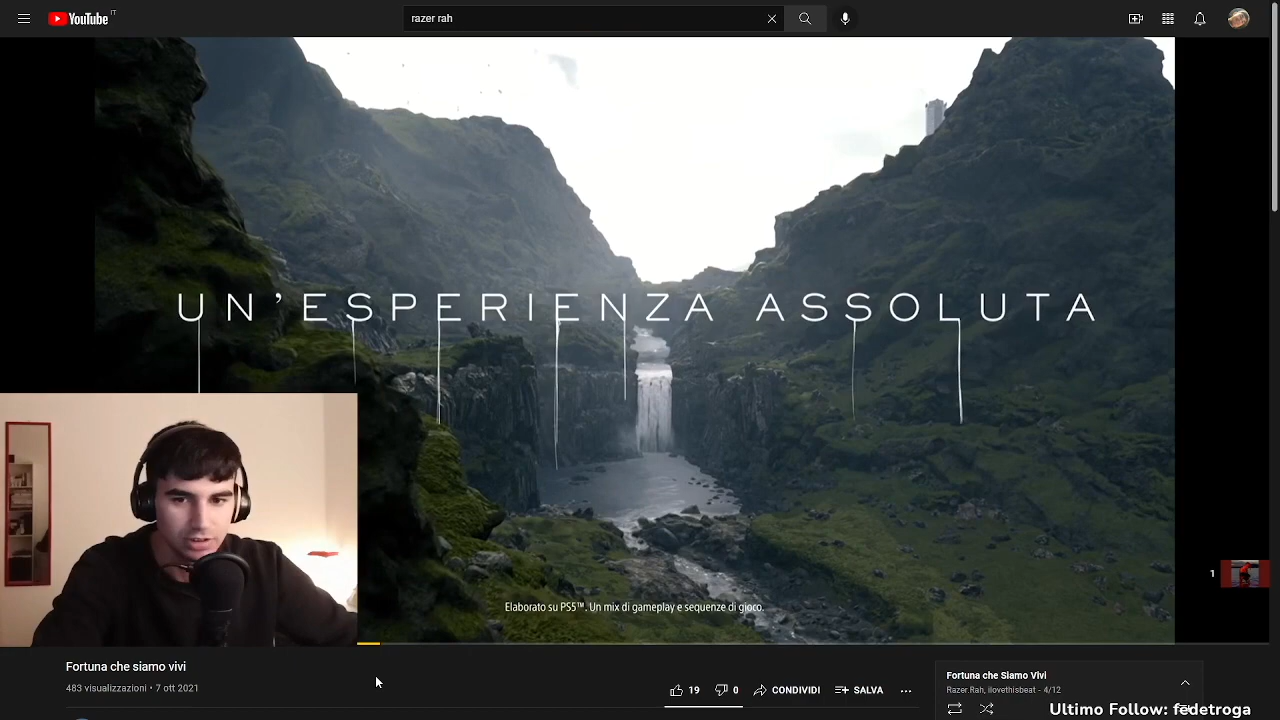 YouTube IT
razer rah
UN'ESPERIENZA ASSOLUTA
Elaborato su PS5™. Un mix di gameplay e sequenze di gioco.
1
Fortuna che siamo vivi
483 visualizzazioni • 7 ott 2021
19
0
CONDIVIDI
SALVA
Fortuna che Siamo Vivi
Razer.Rah, ilovethisbeat - 4/12
Ultimo Follow: fedetroga